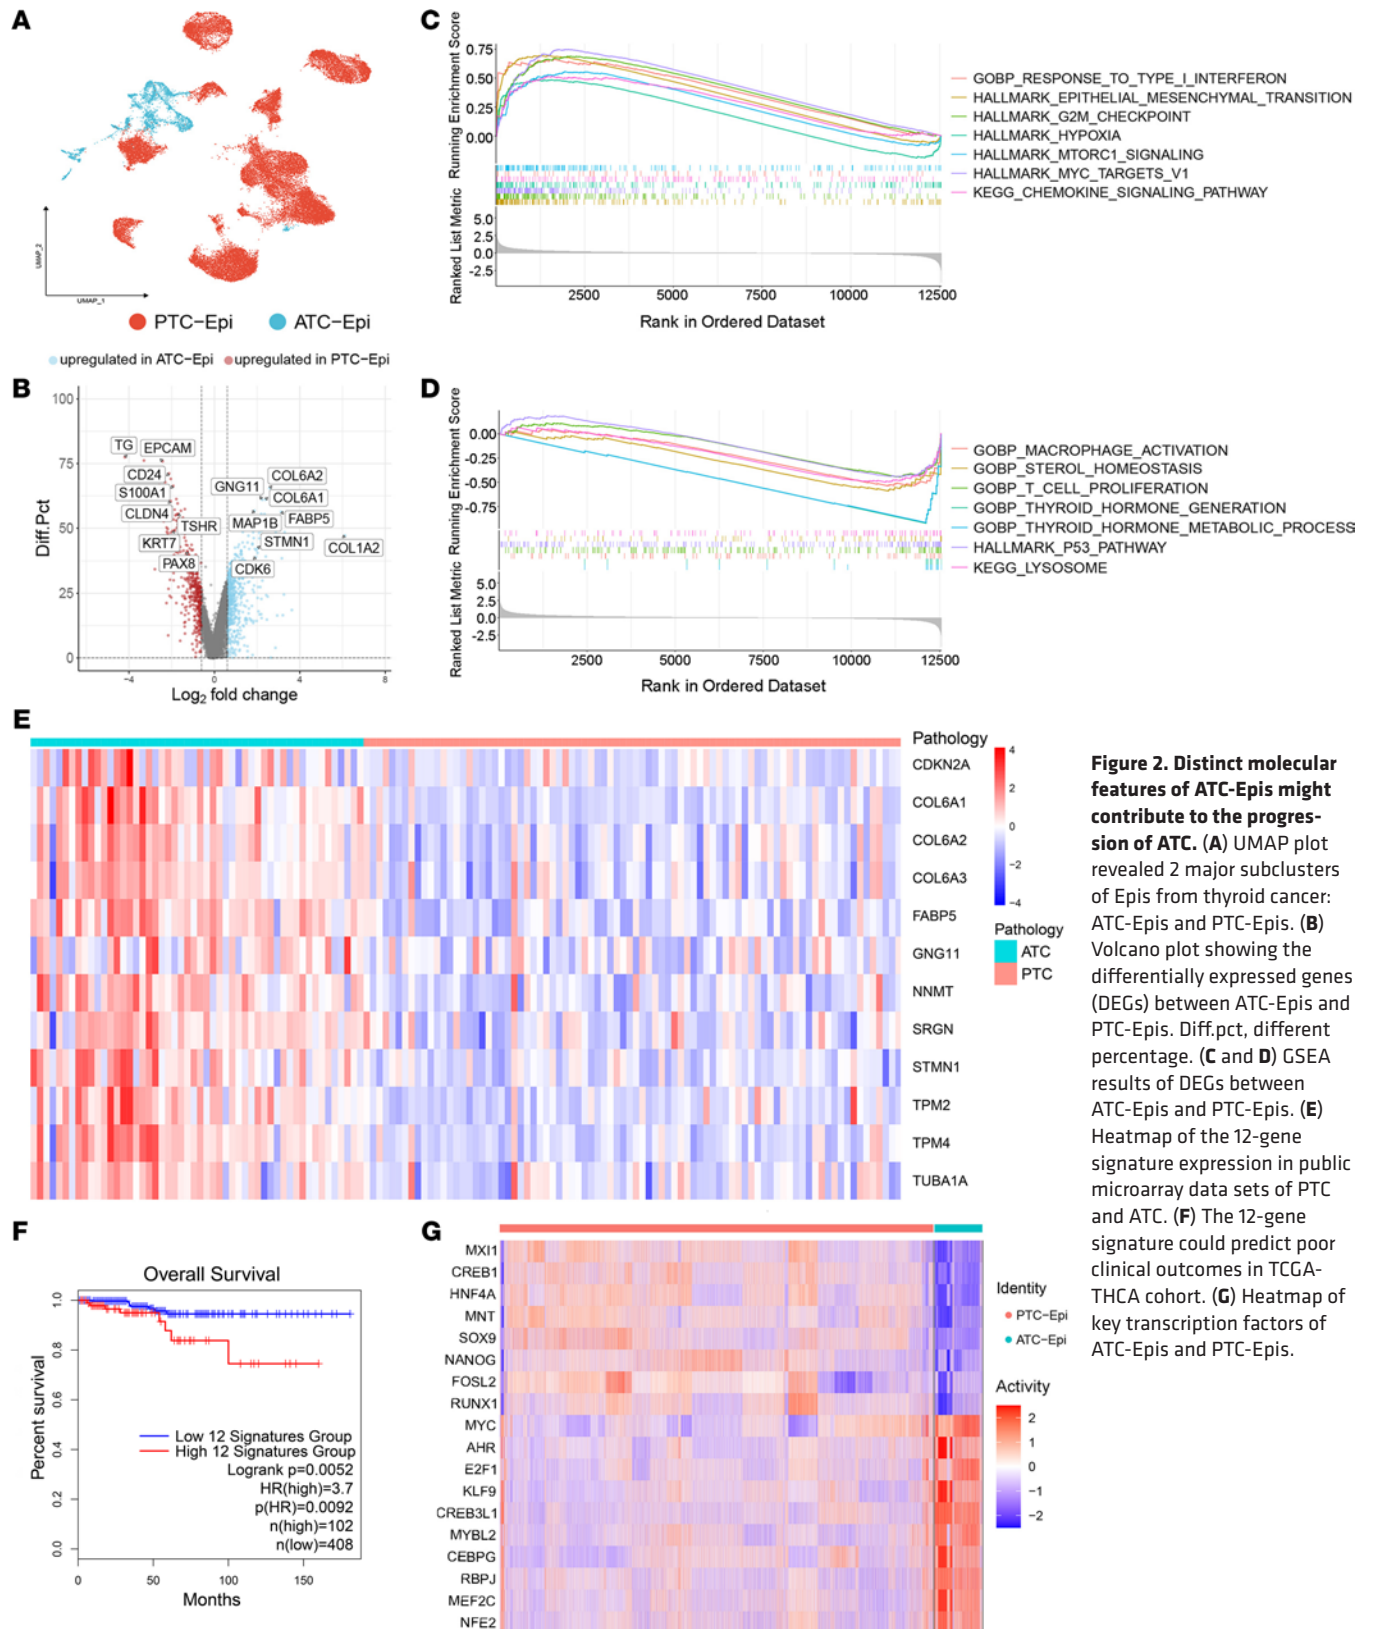 A
UMAP_2
UMAP_1
PTC-Epi
ATC-Epi
upregulated in ATC-Epi
upregulated in PTC-Epi
B
Diff.Pct
100
75
50
25
0
TG
EPCAM
CD24
S100A1
CLDN4
TSHR
KRT7
PAX8
GNG11
COL6A2
COL6A1
MAP1B
FABP5
STMN1
COL1A2
CDK6
-4
0
4
8
Log2 fold change
C
Running Enrichment Score
0.75
0.50
0.25
0.00
Ranked List Metric
5.0
2.5
0.0
-2.5
2500
5000
7500
10000
12500
Rank in Ordered Dataset
GOBP_RESPONSE_TO_TYPE_I_INTERFERON
HALLMARK_EPITHELIAL_MESENCHYMAL_TRANSITION
HALLMARK_G2M_CHECKPOINT
HALLMARK_HYPOXIA
HALLMARK_MTORC1_SIGNALING
HALLMARK_MYC_TARGETS_V1
KEGG_CHEMOKINE_SIGNALING_PATHWAY
D
Running Enrichment Score
0.00
-0.25
-0.50
-0.75
Ranked List Metric
5.0
2.5
0.0
-2.5
2500
5000
7500
10000
12500
Rank in Ordered Dataset
GOBP_MACROPHAGE_ACTIVATION
GOBP_STEROL_HOMEOSTASIS
GOBP_T_CELL_PROLIFERATION
GOBP_THYROID_HORMONE_GENERATION
GOBP_THYROID_HORMONE_METABOLIC_PROCESS
HALLMARK_P53_PATHWAY
KEGG_LYSOSOME
E
Pathology
CDKN2A
COL6A1
COL6A2
COL6A3
FABP5
GNG11
NNMT
SRGN
STMN1
TPM2
TPM4
TUBA1A
4
2
0
-2
-4
Pathology
ATC
PTC
Figure 2. Distinct molecular
features of ATC-Epis might
contribute to the progres-
sion of ATC. (A) UMAP plot
revealed 2 major subclusters
of Epis from thyroid cancer:
ATC-Epis and PTC-Epis. (B)
Volcano plot showing the
differentially expressed genes
(DEGs) between ATC-Epis and
PTC-Epis. Diff.pct, different
percentage. (C and D) GSEA
results of DEGs between
ATC-Epis and PTC-Epis. (E)
Heatmap of the 12-gene
signature expression in public
microarray data sets of PTC
and ATC. (F) The 12-gene
signature could predict poor
clinical outcomes in TCGA-
THCA cohort. (G) Heatmap of
key transcription factors of
ATC-Epis and PTC-Epis.
F
Overall Survival
Percent survival
1.0
0.8
0.6
0.4
0.2
0.0
Low 12 Signatures Group
High 12 Signatures Group
Logrank p=0.0052
HR(high)=3.7
p(HR)=0.0092
n(high)=102
n(low)=408
0
50
100
150
Months
G
MXI1
CREB1
HNF4A
MNT
SOX9
NANOG
FOSL2
RUNX1
MYC
AHR
E2F1
KLF9
CREB3L1
MYBL2
CEBPG
RBPJ
MEF2C
NFE2
Identity
PTC-Epi
ATC-Epi
Activity
2
1
0
-1
-2